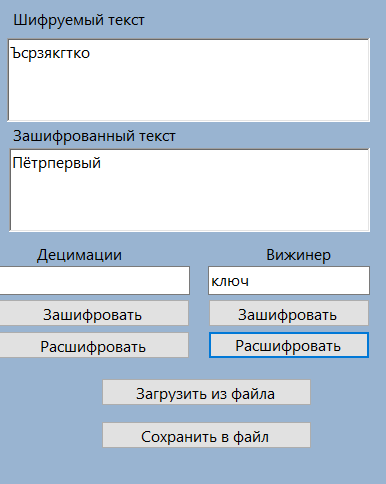 Шифруемый текст
Ъсрзякгтко
Зашифрованный текст
Пётрпервый
Децимации Вижинер
ключ
Зашифровать Зашифровать
Расшифровать Расшифровать
Загрузить из файла
Сохранить в файл